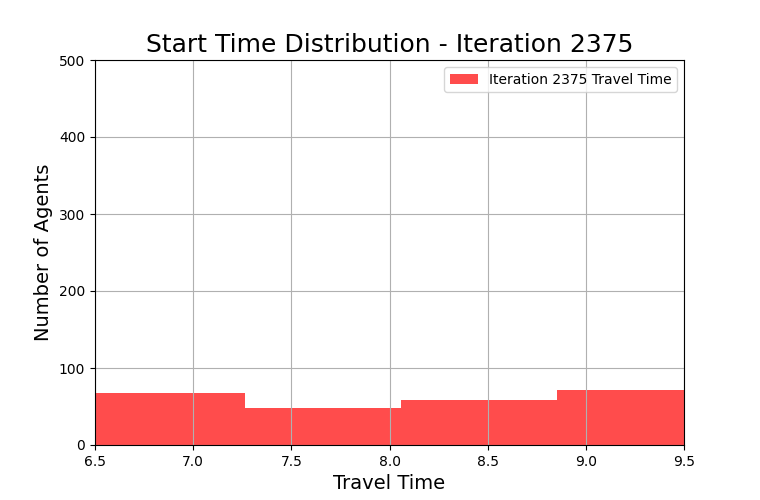 Start Time Distribution - Iteration 2375
Iteration 2375 Travel Time
500
400
300
200
100
0
Number of Agents
6.5 7.0 7.5 8.0 8.5 9.0 9.5
Travel Time